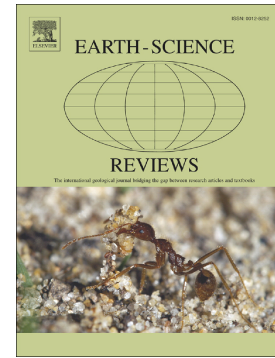 ISSN: 0012-8252
ELSEVIER
EARTH-SCIENCE
REVIEWS
The international geological journal bridging the gap between research articles and textbooks